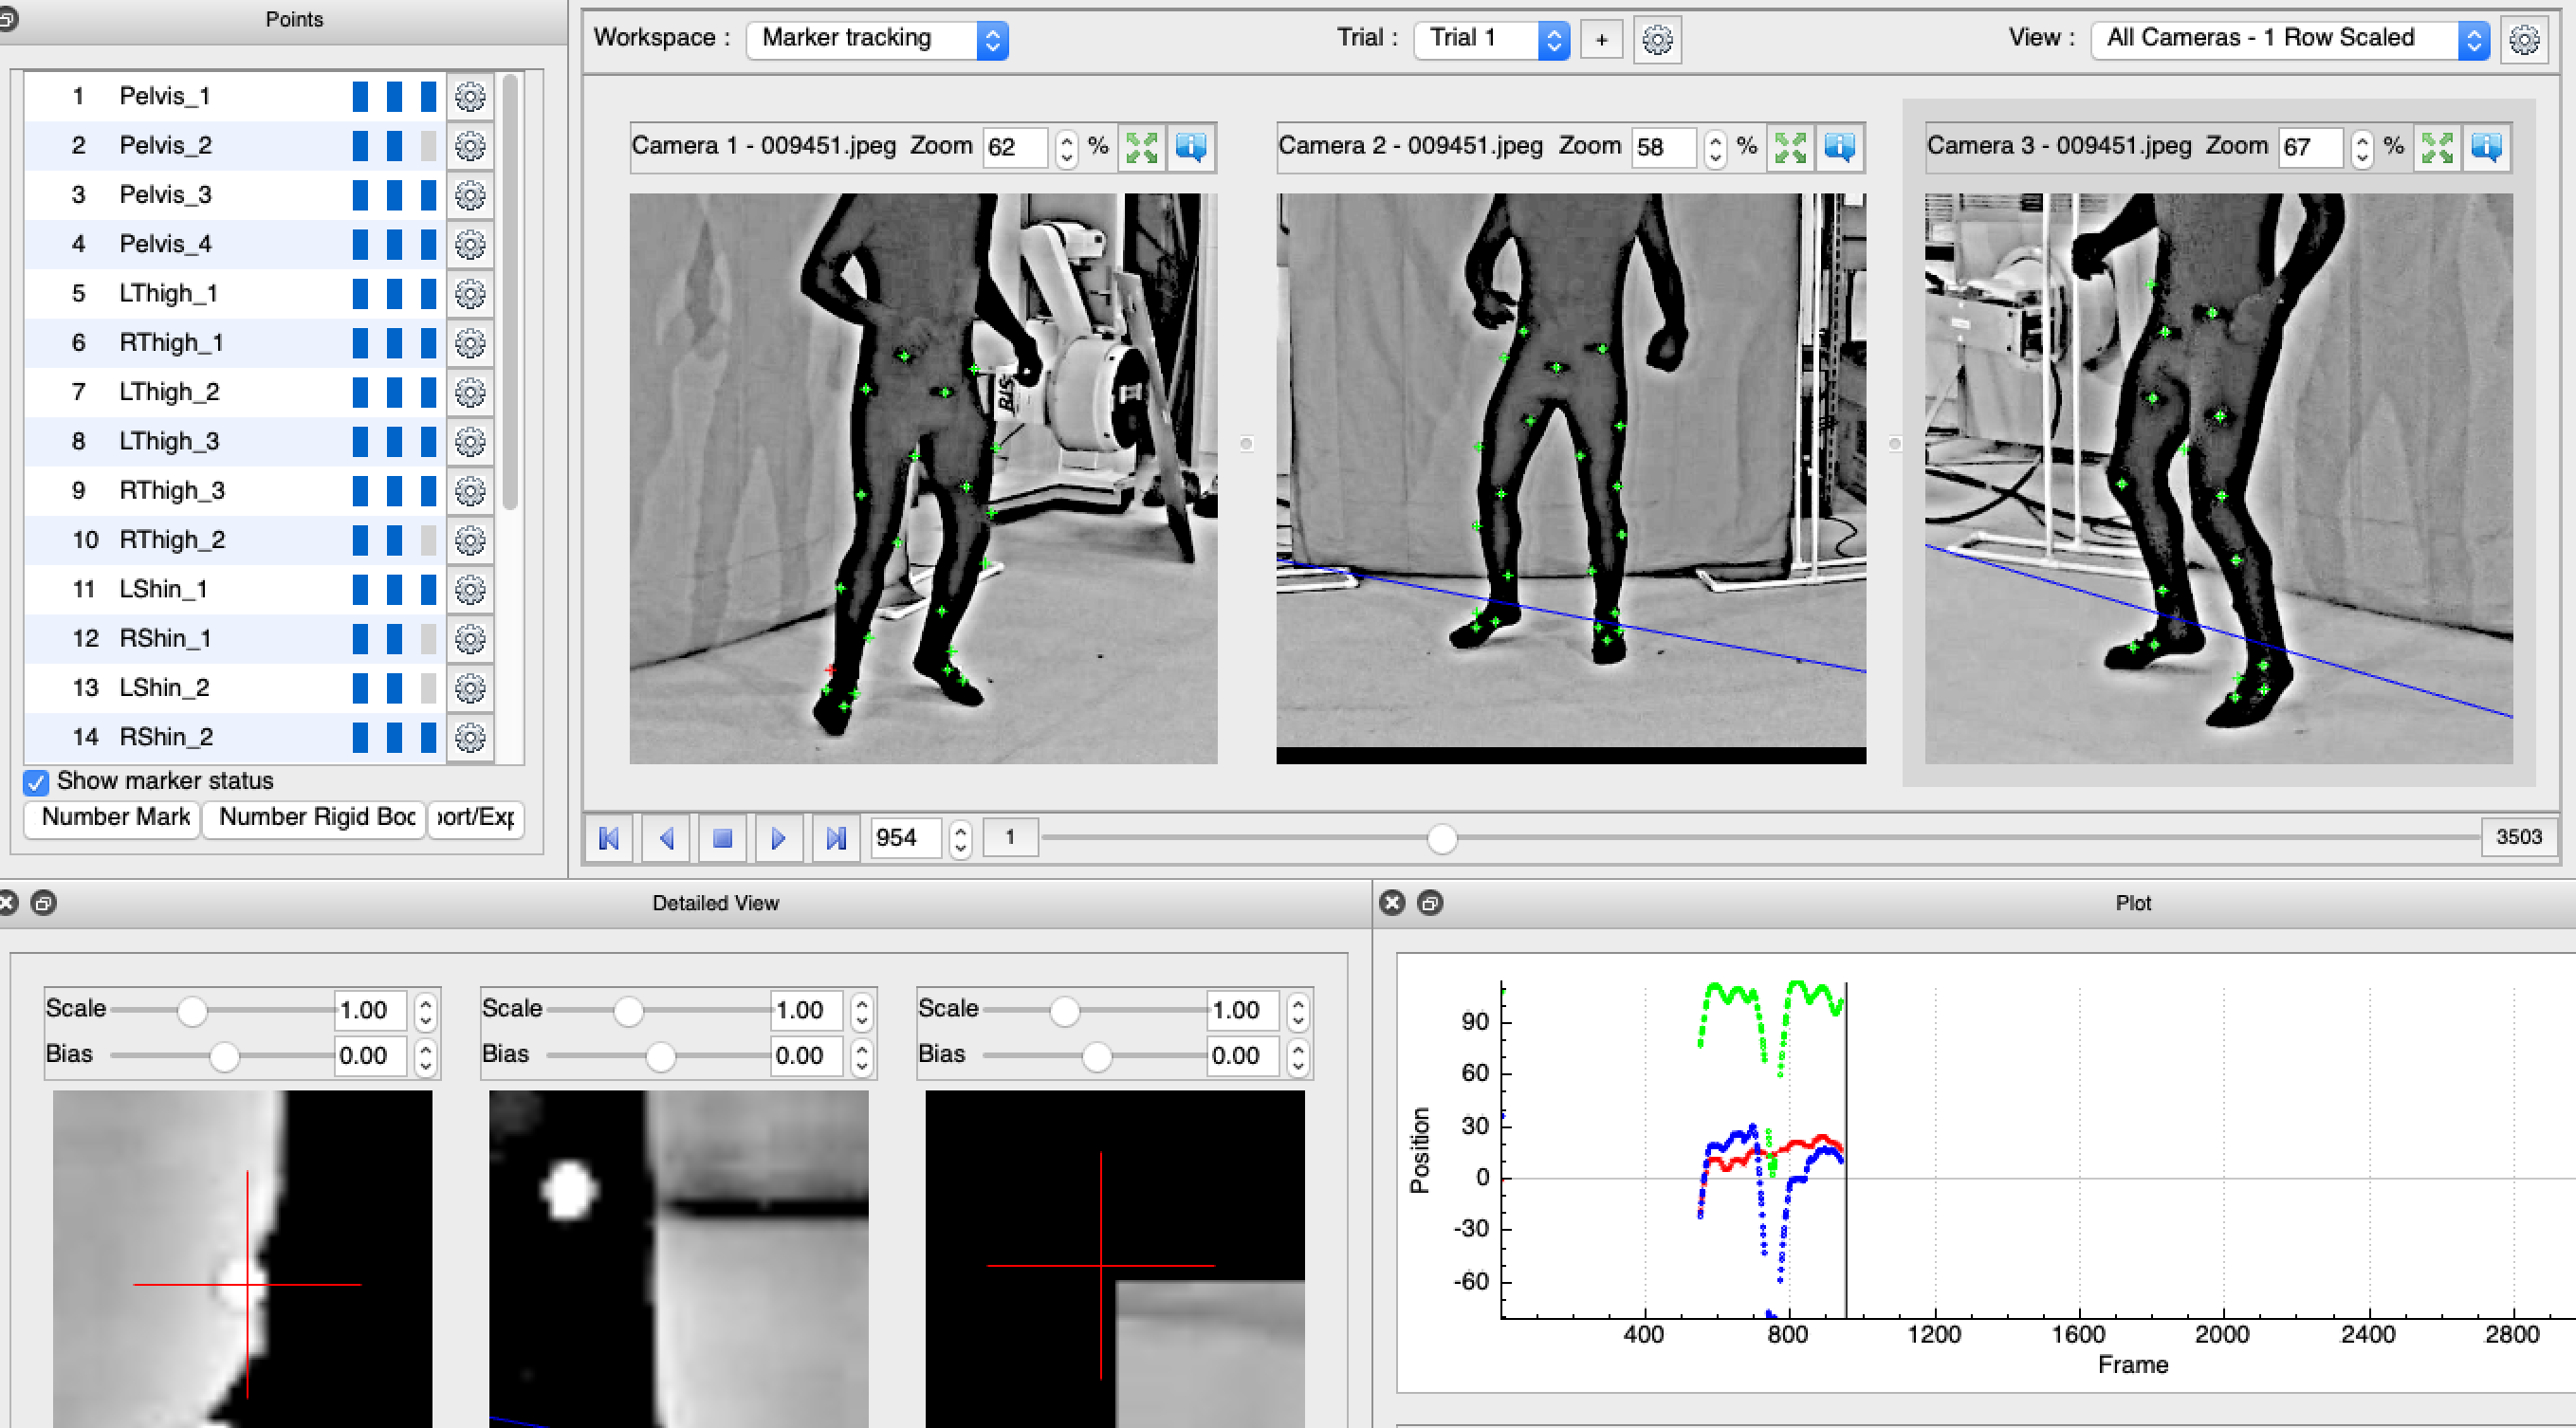 Points
Workspace : Marker tracking Trial : Trial 1 + View : All Cameras - 1 Row Scaled
1 Pelvis_1
2 Pelvis_2
3 Pelvis_3
4 Pelvis_4
5 LThigh_1
6 RThigh_1
7 LThigh_2
8 LThigh_3
9 RThigh_3
10 RThigh_2
11 LShin_1
12 RShin_1
13 LShin_2
14 RShin_2
Show marker status
Number Mark Number Rigid Boc ort/Exp
Camera 1 - 009451.jpeg Zoom 62 %
Camera 2 - 009451.jpeg Zoom 58 %
Camera 3 - 009451.jpeg Zoom 67 %
954 1 3503
Detailed View
Scale 1.00
Bias 0.00
Scale 1.00
Bias 0.00
Scale 1.00
Bias 0.00
Plot
Position
90
60
30
0
-30
-60
400 800 1200 1600 2000 2400 2800
Frame